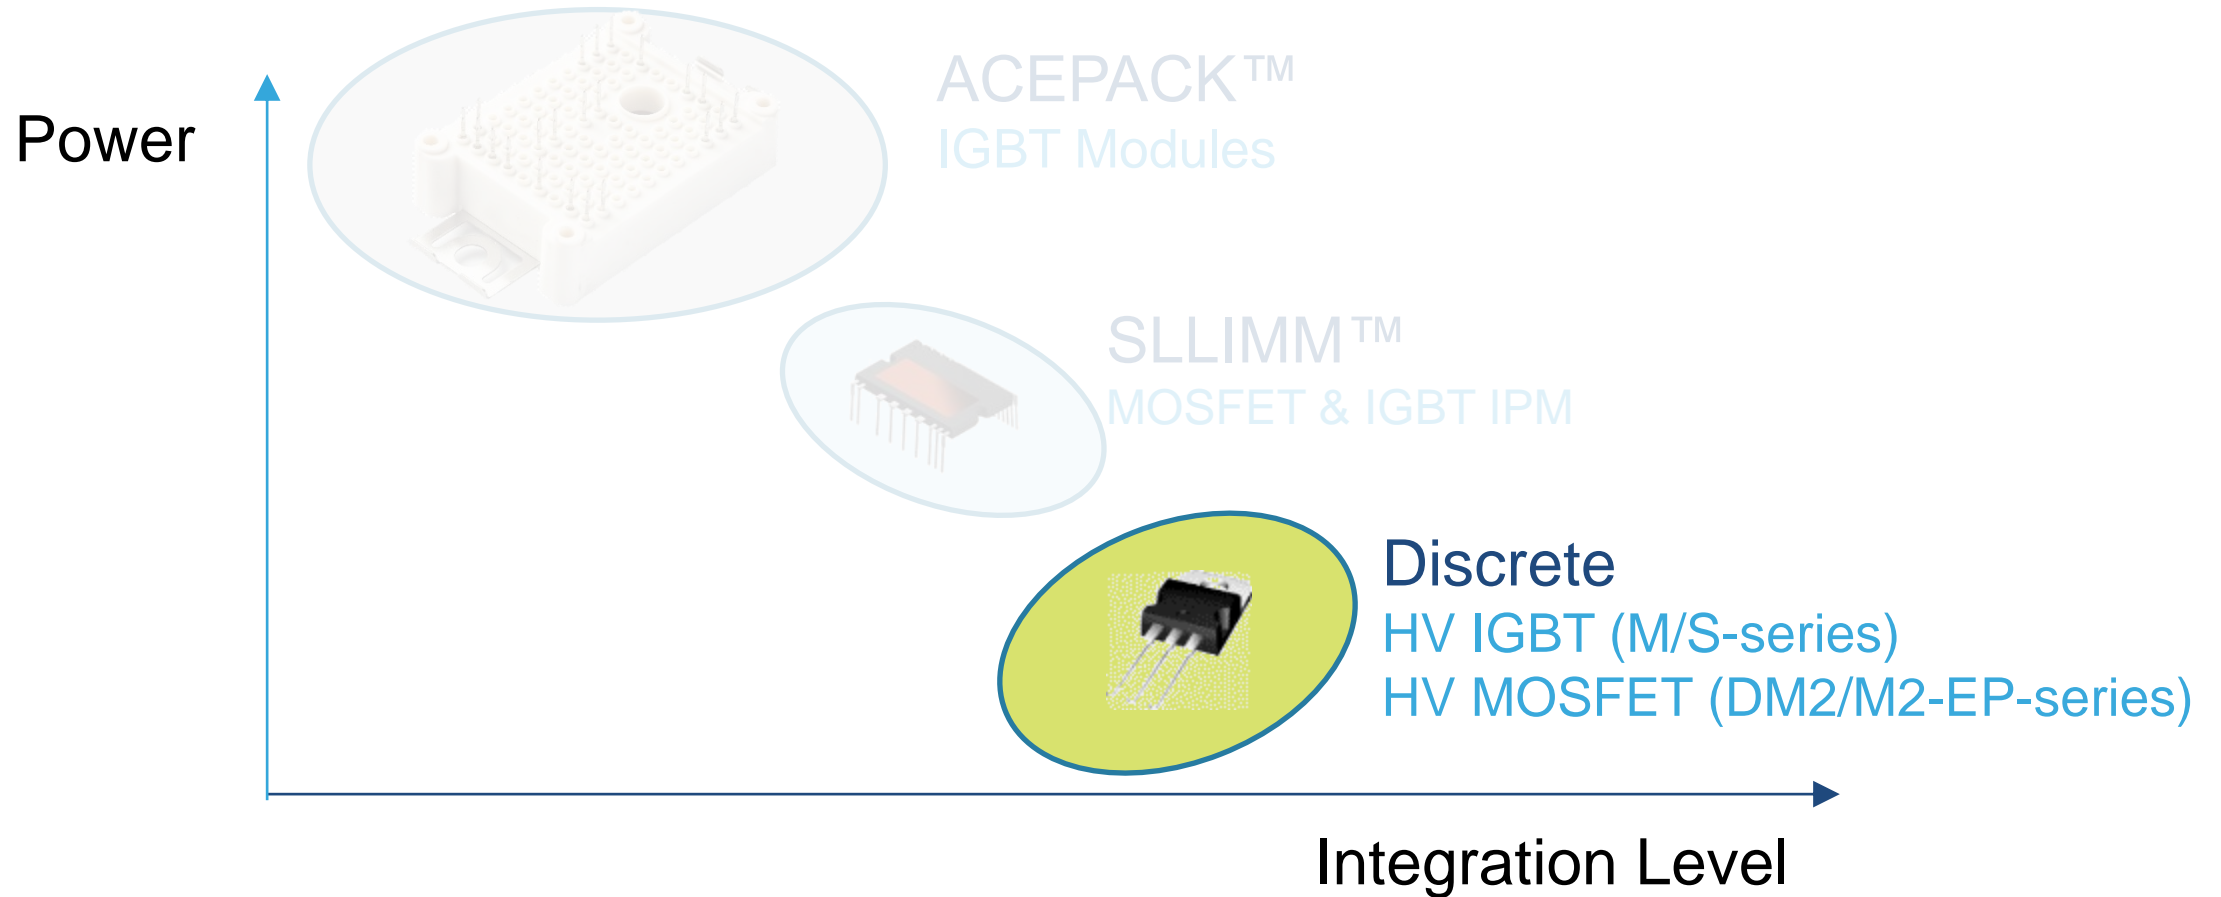 Power
ACEPACK™
IGBT Modules
SLLIMM™
MOSFET & IGBT IPM
Discrete
HV IGBT (M/S-series)
HV MOSFET (DM2/M2-EP-series)
Integration Level